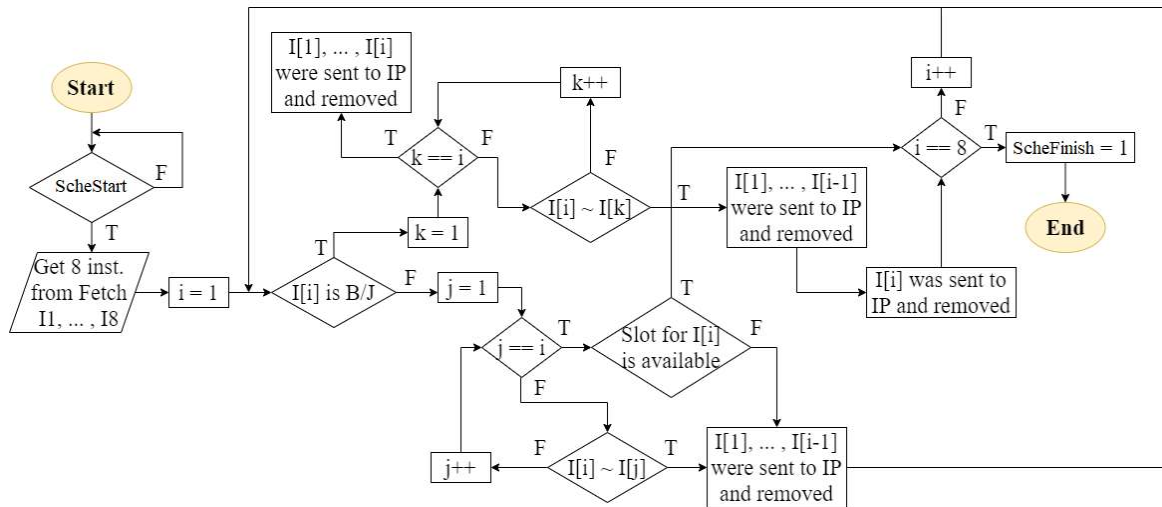 Start
ScheStart
F
T
Get 8 inst.
from Fetch
I1, ... , I8
i = 1
I[i] is B/J
T
F
k = 1
k == i
T
F
I[1], ... , I[i]
were sent to IP
and removed
k++
F
I[i] ~ I[k]
T
I[1], ... , I[i-1]
were sent to IP
and removed
I[i] was sent to
IP and removed
j = 1
j == i
T
F
Slot for I[i]
is available
T
F
I[i] ~ I[j]
F
T
j++
I[1], ... , I[i-1]
were sent to IP
and removed
i++
F
i == 8
T
ScheFinish = 1
End